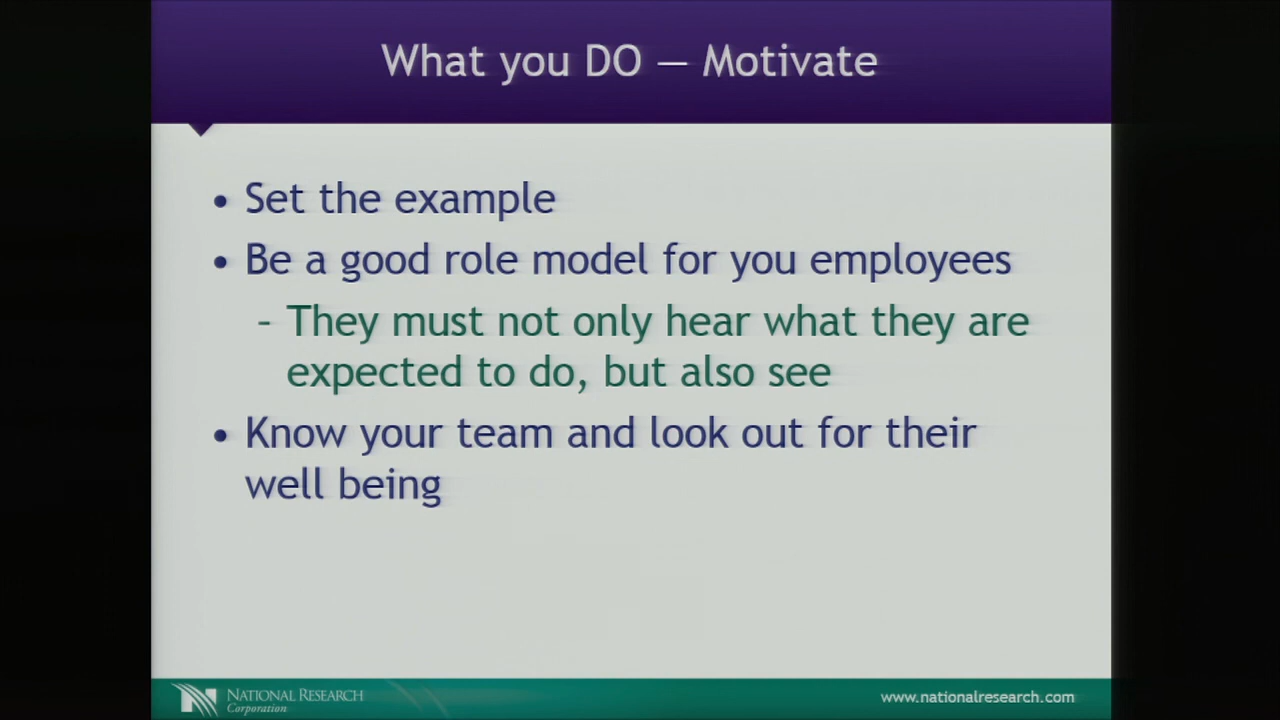 What you DO — Motivate
• Set the example
• Be a good role model for you employees
– They must not only hear what they are
expected to do, but also see
• Know your team and look out for their
well being
NATIONAL RESEARCH
Corporation
www.nationalresearch.com